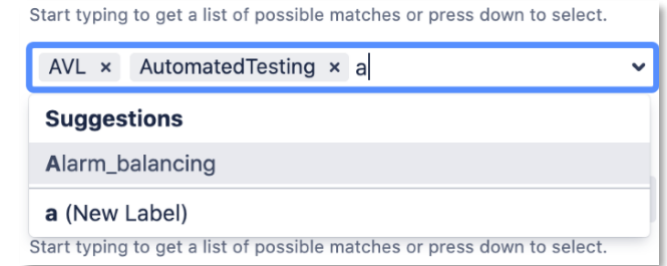 Start typing to get a list of possible matches or press down to select.
AVL × AutomatedTesting × a
Suggestions
Alarm_balancing
a (New Label)
Start typing to get a list of possible matches or press down to select.